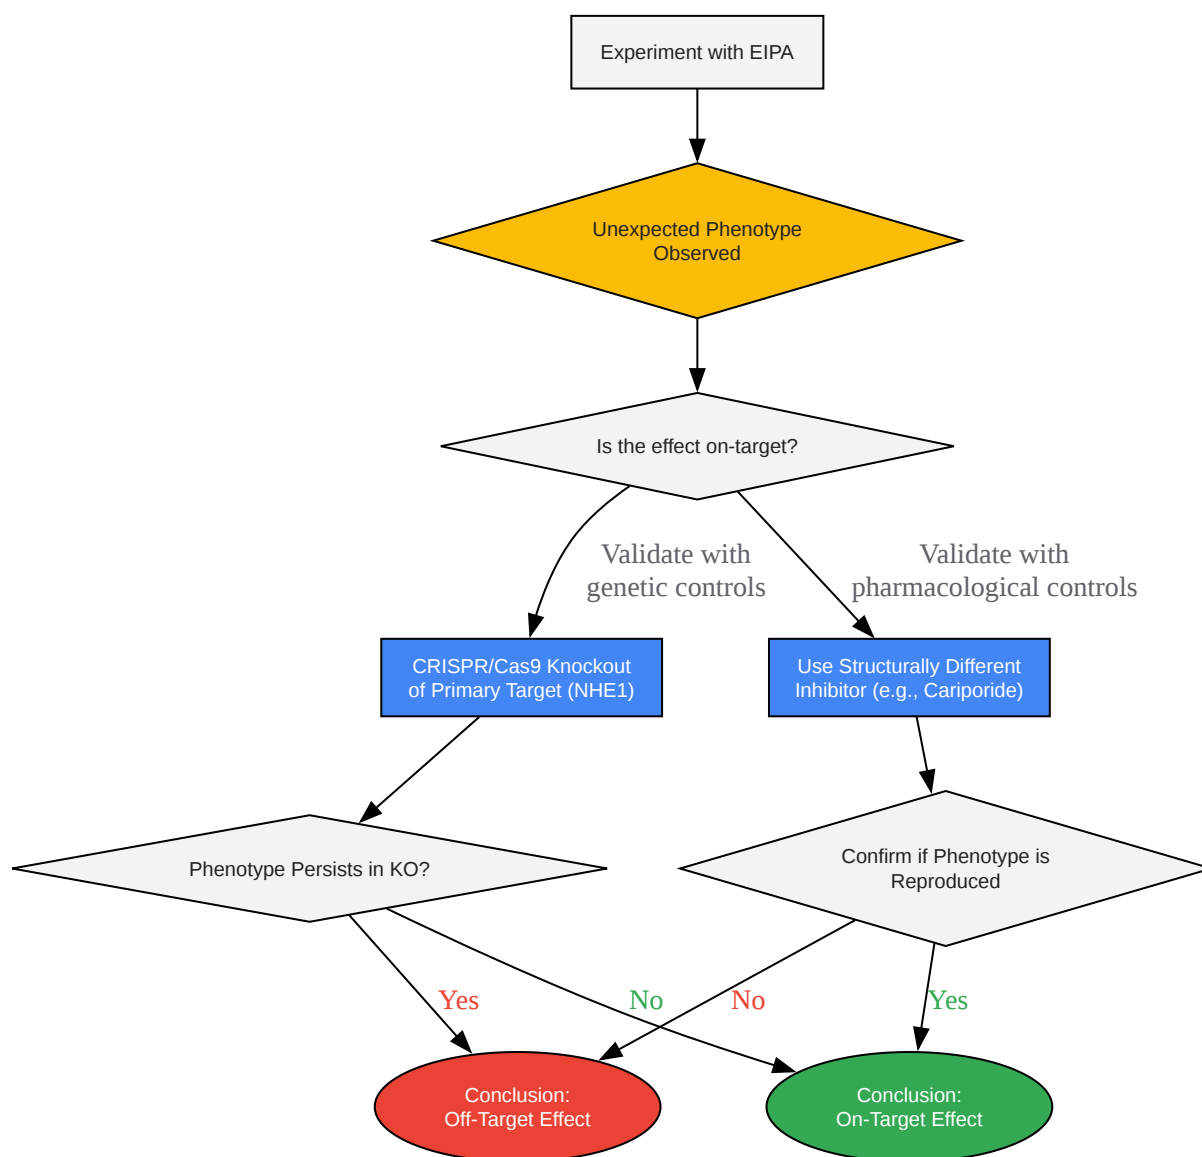 Experiment with EIPA
Unexpected Phenotype
Observed
Is the effect on-target?
Validate with
genetic controls
Validate with
pharmacological controls
CRISPR/Cas9 Knockout
of Primary Target (NHE1)
Use Structurally Different
Inhibitor (e.g., Cariporide)
Phenotype Persists in KO?
Confirm if Phenotype is
Reproduced
Yes
No
No
Yes
Conclusion:
Off-Target Effect
Conclusion:
On-Target Effect